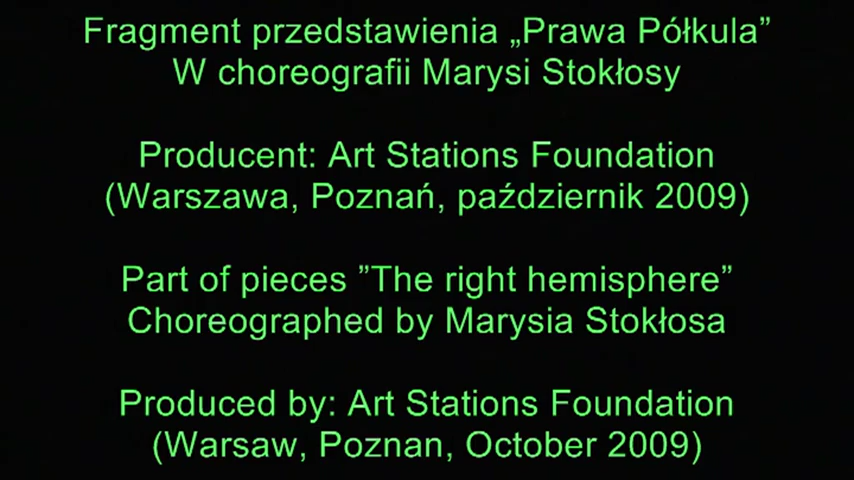 Fragment przedstawienia „Prawa Półkula”
W choreografii Marysi Stokłosy
Producent: Art Stations Foundation
(Warszawa, Poznań, październik 2009)
Part of pieces ”The right hemisphere”
Choreographed by Marysia Stokłosa
Produced by: Art Stations Foundation
(Warsaw, Poznan, October 2009)